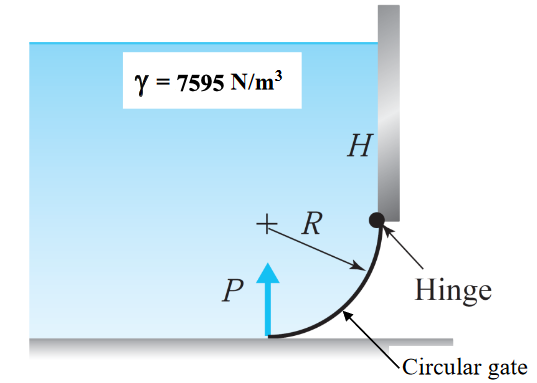 γ = 7595 N/m³
H
R
P
Hinge
Circular gate